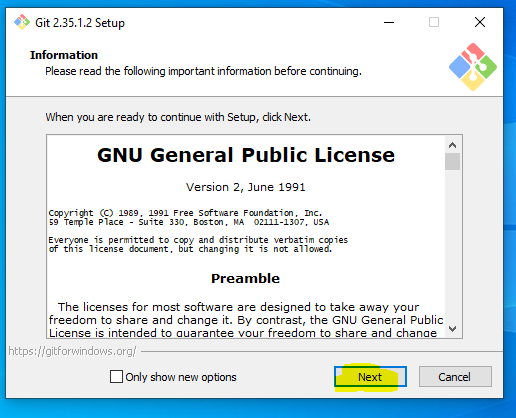 Git 2.35.1.2 Setup
Information
Please read the following important information before continuing.
When you are ready to continue with Setup, click Next.
GNU General Public License
Version 2, June 1991
Copyright (C) 1989, 1991 Free Software Foundation, Inc.
59 Temple Place - Suite 330, Boston, MA  02111-1307, USA
Everyone is permitted to copy and distribute verbatim copies
of this license document, but changing it is not allowed.
Preamble
The licenses for most software are designed to take away your
freedom to share and change it. By contrast, the GNU General Public
License is intended to guarantee your freedom to share and change
https://gitforwindows.org/
Only show new options
Next
Cancel